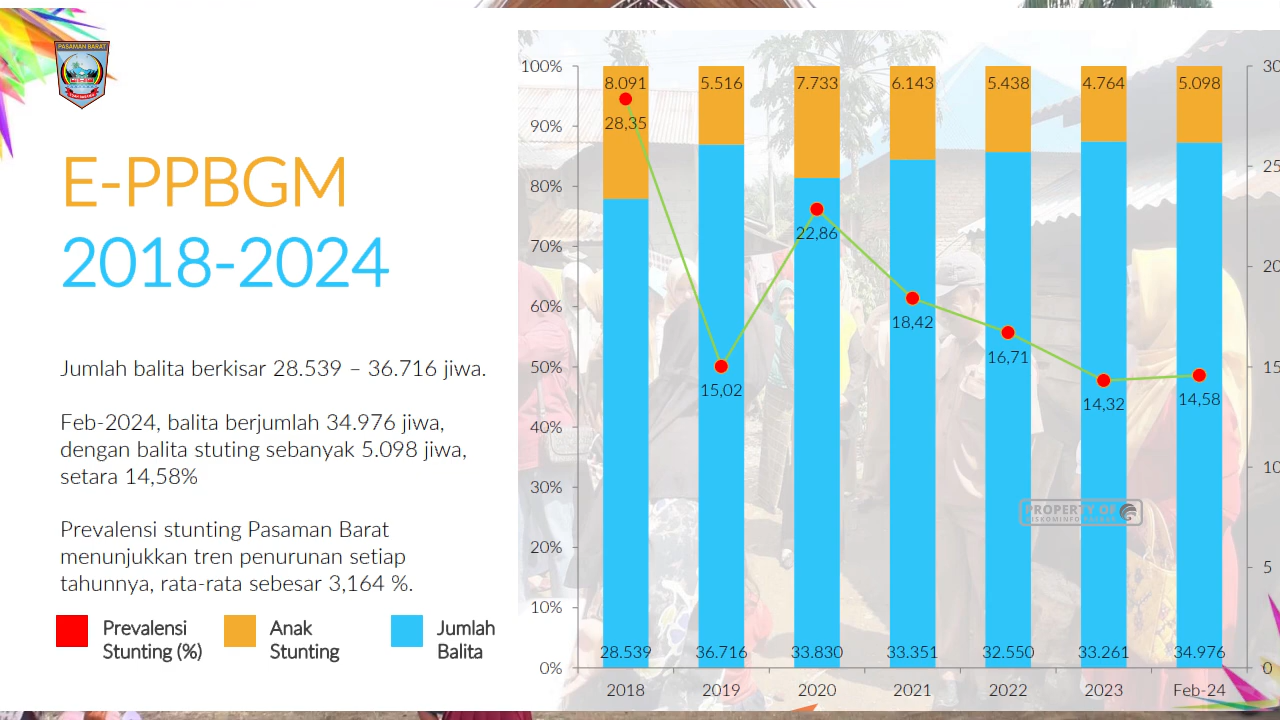 PASAMAN BARAT
E-PPBGM
2018-2024
Jumlah balita berkisar 28.539 – 36.716 jiwa.
Feb-2024, balita berjumlah 34.976 jiwa,
dengan balita stuting sebanyak 5.098 jiwa,
setara 14,58%
Prevalensi stunting Pasaman Barat
menunjukkan tren penurunan setiap
tahunnya, rata-rata sebesar 3,164 %.
Prevalensi
Stunting (%)
Anak
Stunting
Jumlah
Balita
100%
90%
80%
70%
60%
50%
40%
30%
20%
10%
0%
8.091
5.516
7.733
6.143
5.438
4.764
5.098
28,35
15,02
22,86
18,42
16,71
14,32
14,58
28.539
36.716
33.830
33.351
32.550
33.261
34.976
2018
2019
2020
2021
2022
2023
Feb-24
30
25
20
15
10
5
0
PROPERTY OF